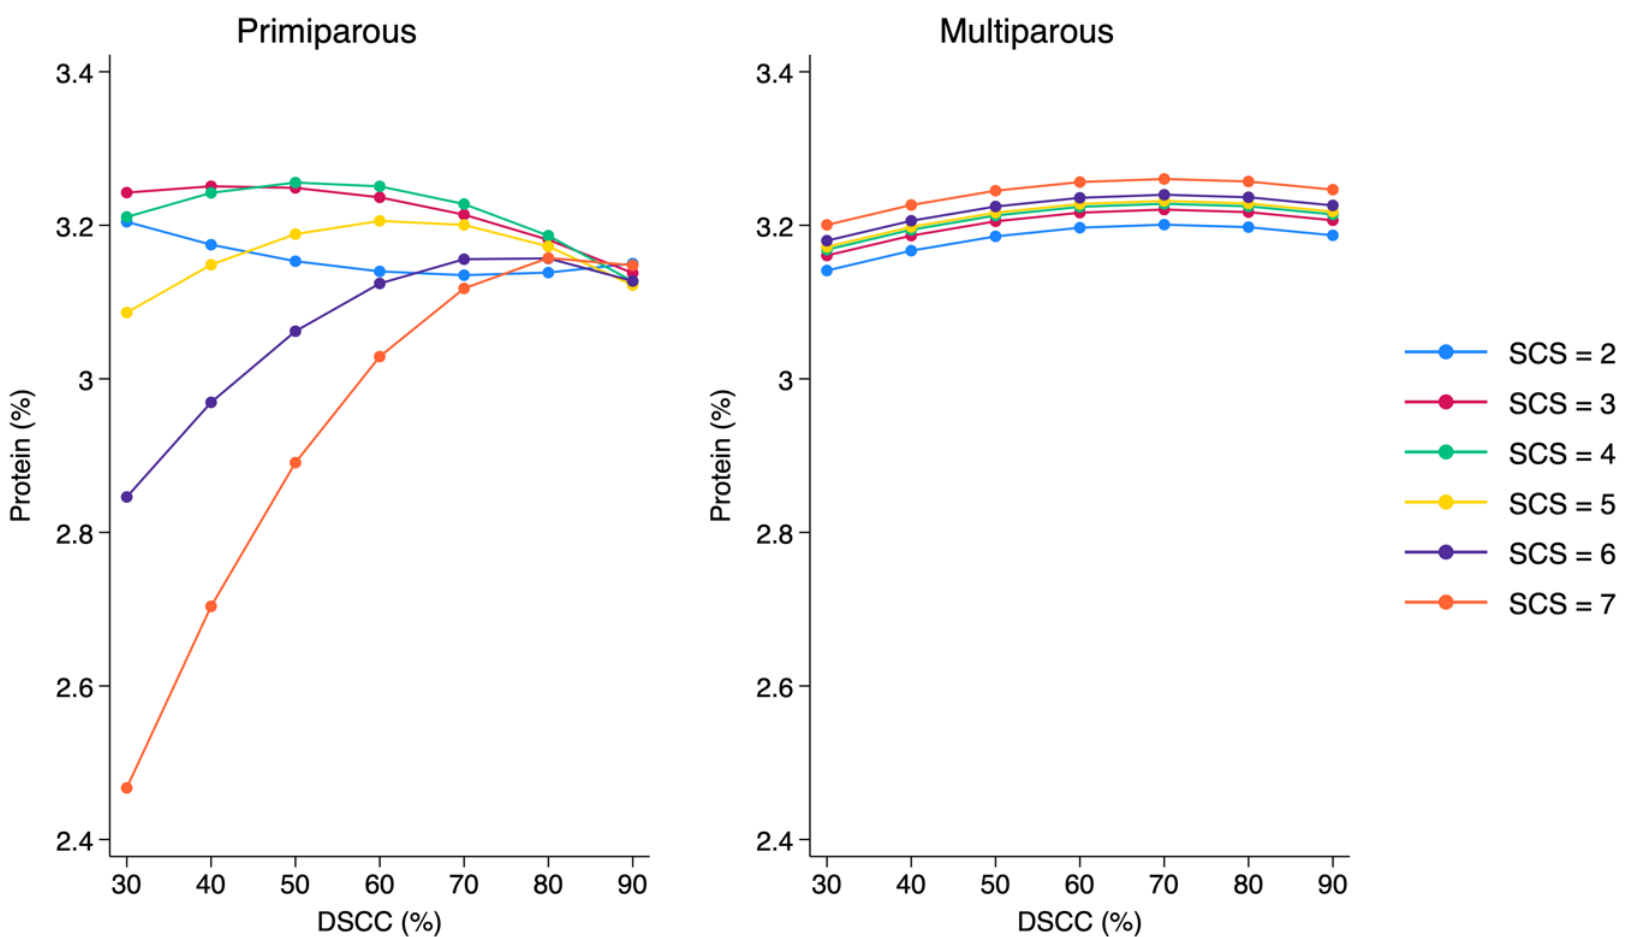 Primiparous
3.4
3.2
3
2.8
2.6
2.4
Protein (%)
30 40 50 60 70 80 90
DSCC (%)
Multiparous
3.4
3.2
3
2.8
2.6
2.4
Protein (%)
30 40 50 60 70 80 90
DSCC (%)
SCS = 2
SCS = 3
SCS = 4
SCS = 5
SCS = 6
SCS = 7